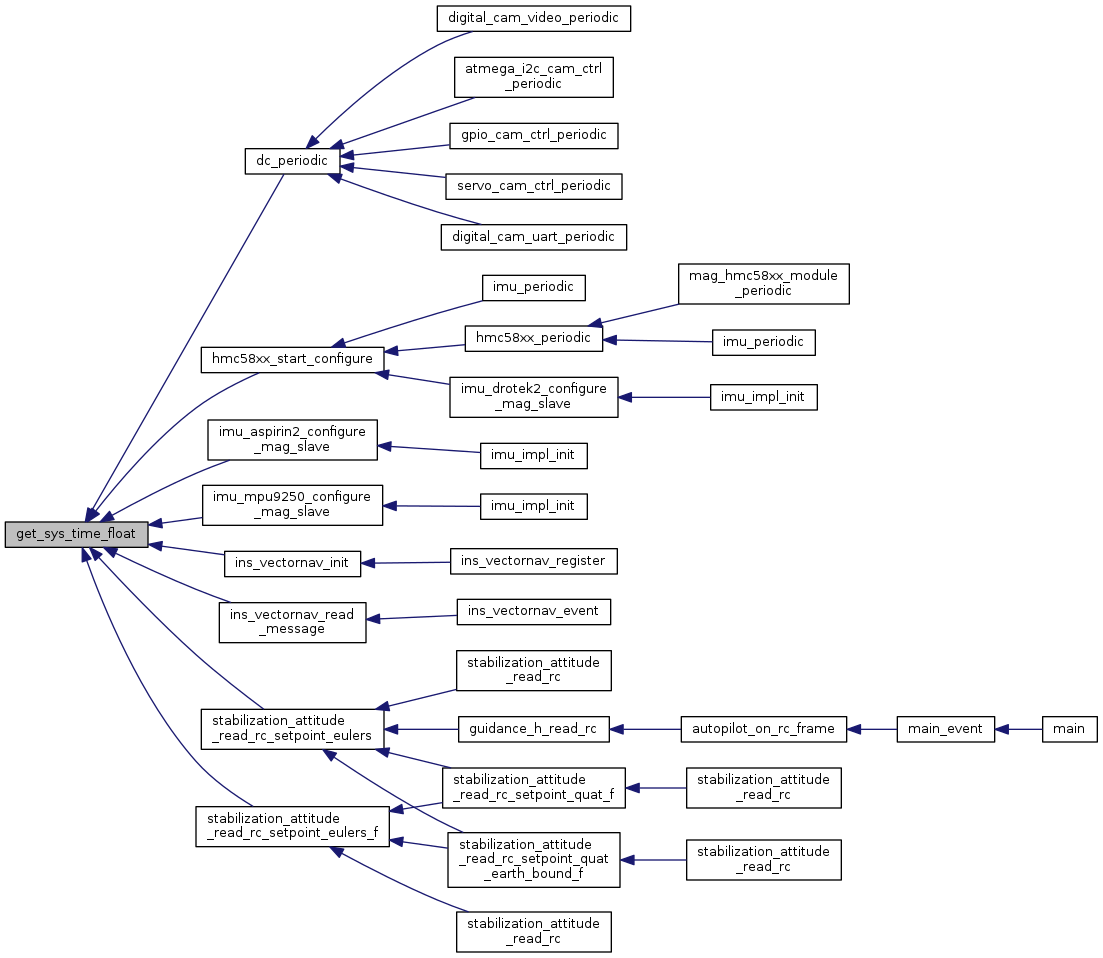 digital_cam_video_periodic
atmega_i2c_cam_ctrl
_periodic
gpio_cam_ctrl_periodic
dc_periodic
servo_cam_ctrl_periodic
digital_cam_uart_periodic
mag_hmc58xx_module
_periodic
imu_periodic
hmc58xx_periodic
imu_periodic
hmc58xx_start_configure
imu_drotek2_configure
_mag_slave
imu_impl_init
imu_aspirin2_configure
_mag_slave
imu_impl_init
imu_mpu9250_configure
_mag_slave
imu_impl_init
get_sys_time_float
ins_vectornav_init
ins_vectornav_register
ins_vectornav_read
_message
ins_vectornav_event
stabilization_attitude
_read_rc
stabilization_attitude
_read_rc_setpoint_eulers
guidance_h_read_rc
autopilot_on_rc_frame
main_event
main
stabilization_attitude
_read_rc_setpoint_quat_f
stabilization_attitude
_read_rc
stabilization_attitude
_read_rc_setpoint_eulers_f
stabilization_attitude
_read_rc_setpoint_quat
_earth_bound_f
stabilization_attitude
_read_rc
stabilization_attitude
_read_rc